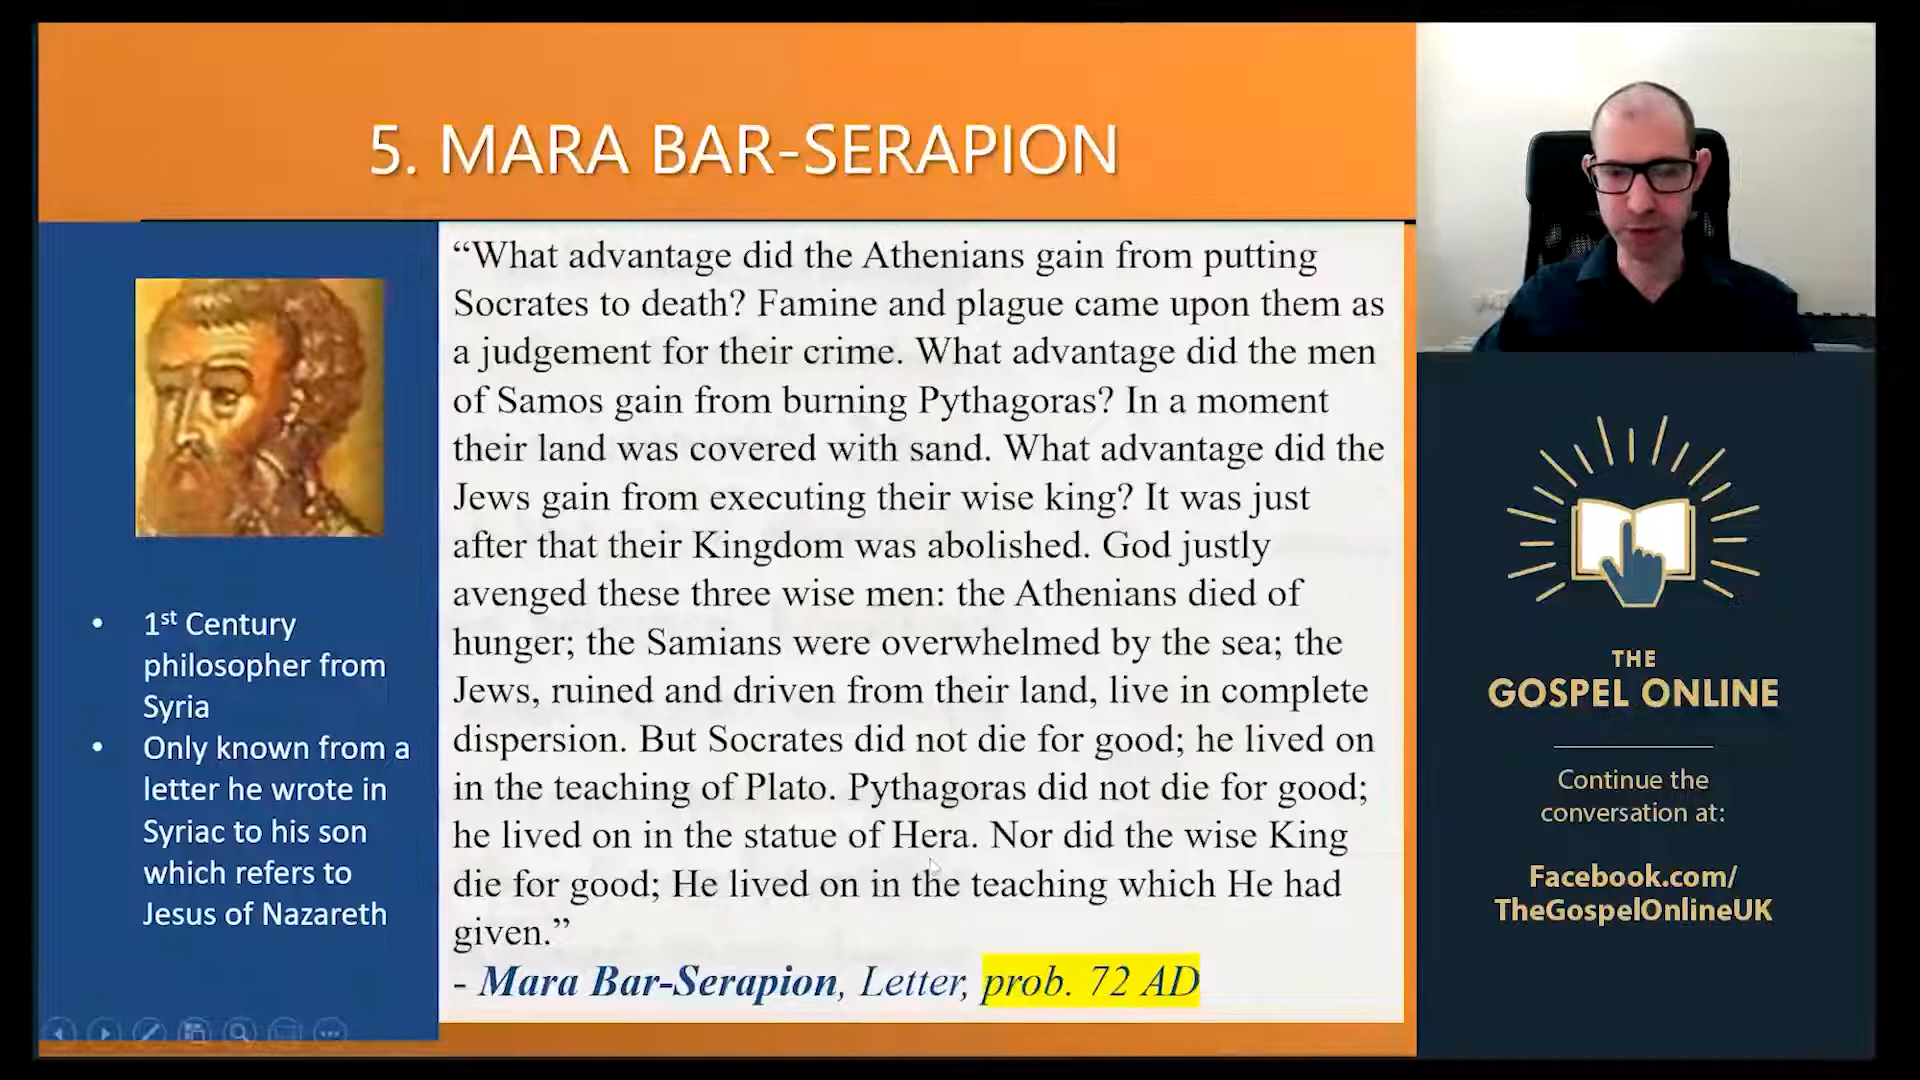 5. MARA BAR-SERAPION
“What advantage did the Athenians gain from putting
Socrates to death? Famine and plague came upon them as
a judgement for their crime. What advantage did the men
of Samos gain from burning Pythagoras? In a moment
their land was covered with sand. What advantage did the
Jews gain from executing their wise king? It was just
after that their Kingdom was abolished. God justly
avenged these three wise men: the Athenians died of
hunger; the Samians were overwhelmed by the sea; the
Jews, ruined and driven from their land, live in complete
dispersion. But Socrates did not die for good; he lived on
in the teaching of Plato. Pythagoras did not die for good;
he lived on in the statue of Hera. Nor did the wise King
die for good; He lived on in the teaching which He had
given.”
- Mara Bar-Serapion, Letter, prob. 72 AD
• 1st Century
philosopher from
Syria
• Only known from a
letter he wrote in
Syriac to his son
which refers to
Jesus of Nazareth
THE
GOSPEL ONLINE
Continue the
conversation at:
Facebook.com/
TheGospelOnlineUK